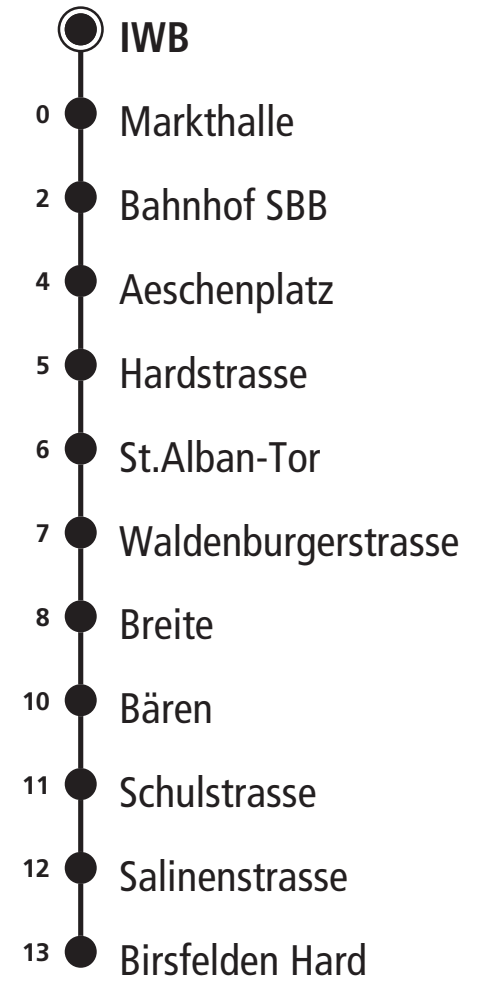 IWB
0 Markthalle
2 Bahnhof SBB
4 Aeschenplatz
5 Hardstrasse
6 St.Alban-Tor
7 Waldenburgerstrasse
8 Breite
10 Bären
11 Schulstrasse
12 Salinenstrasse
13 Birsfelden Hard